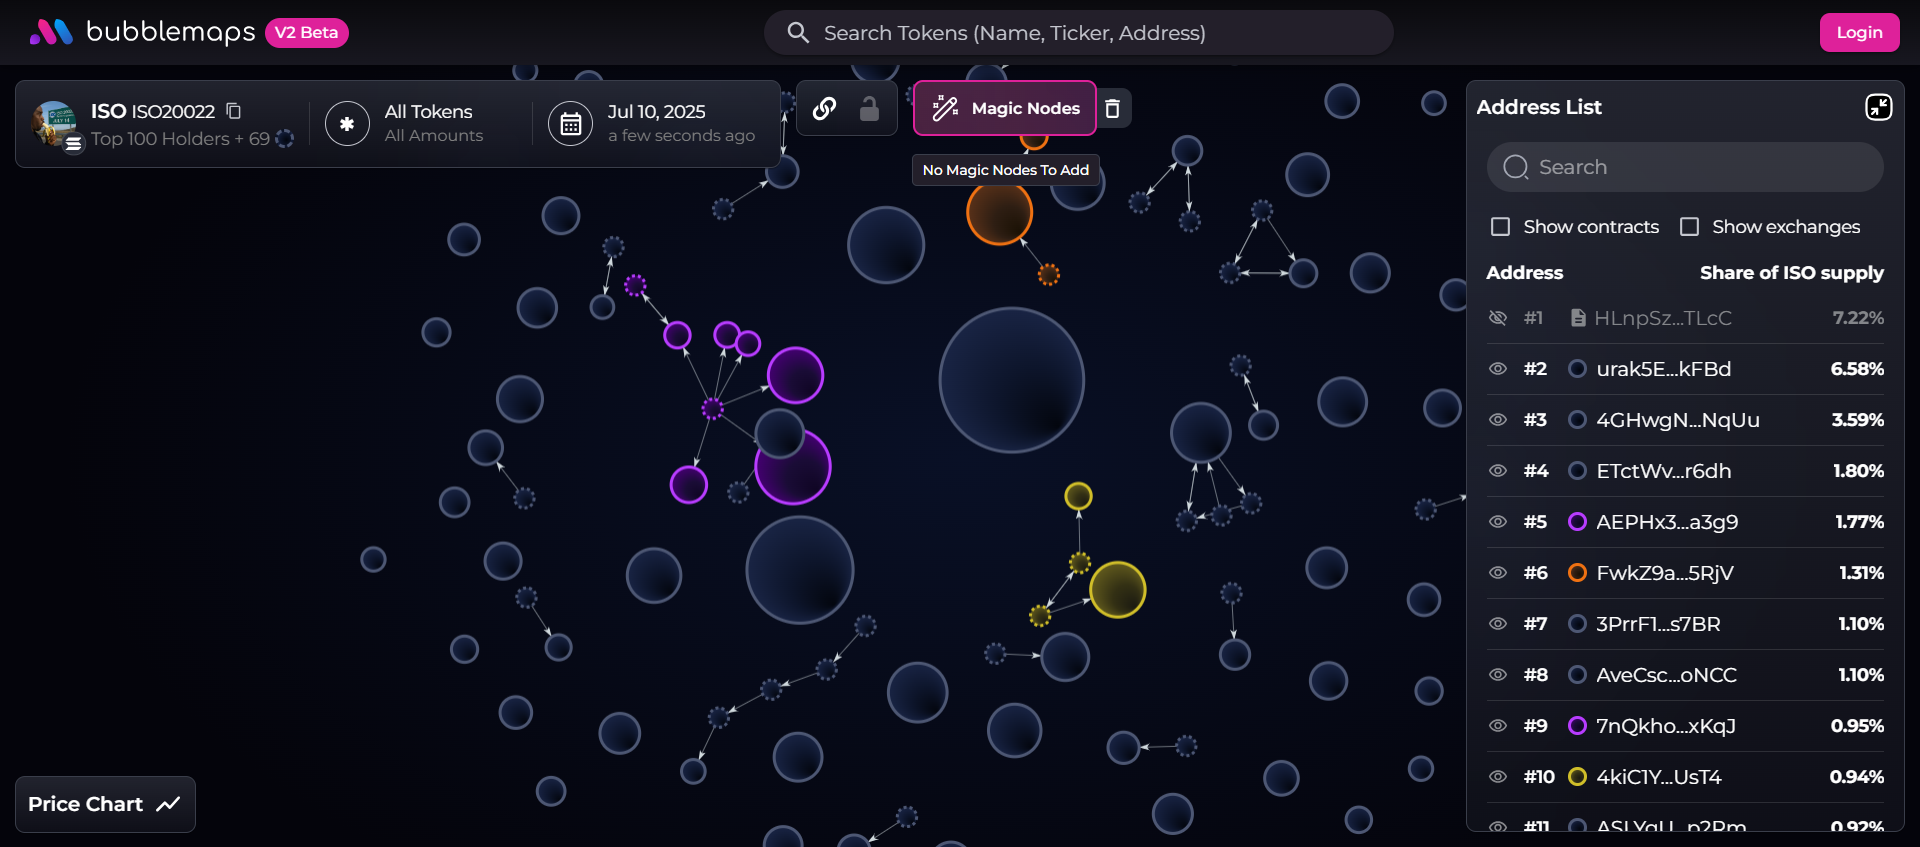 bubblemaps V2 Beta
Search Tokens (Name, Ticker, Address)
Login
ISO ISO20022
Top 100 Holders + 69
All Tokens
All Amounts
Jul 10, 2025
a few seconds ago
Magic Nodes
No Magic Nodes To Add
Address List
Search
Show contracts Show exchanges
Address Share of ISO supply
#1 HLnpSz...TLcC 7.22%
#2 urak5E...kFBd 6.58%
#3 4GHwgN...NqUu 3.59%
#4 ETctWv...r6dh 1.80%
#5 AEPHx3...a3g9 1.77%
#6 FwkZ9a...5RjV 1.31%
#7 3PrrF1...s7BR 1.10%
#8 AveCsc...oNCC 1.10%
#9 7nQkho...xKqJ 0.95%
#10 4kiC1Y...UsT4 0.94%
#11 0.92%
Price Chart